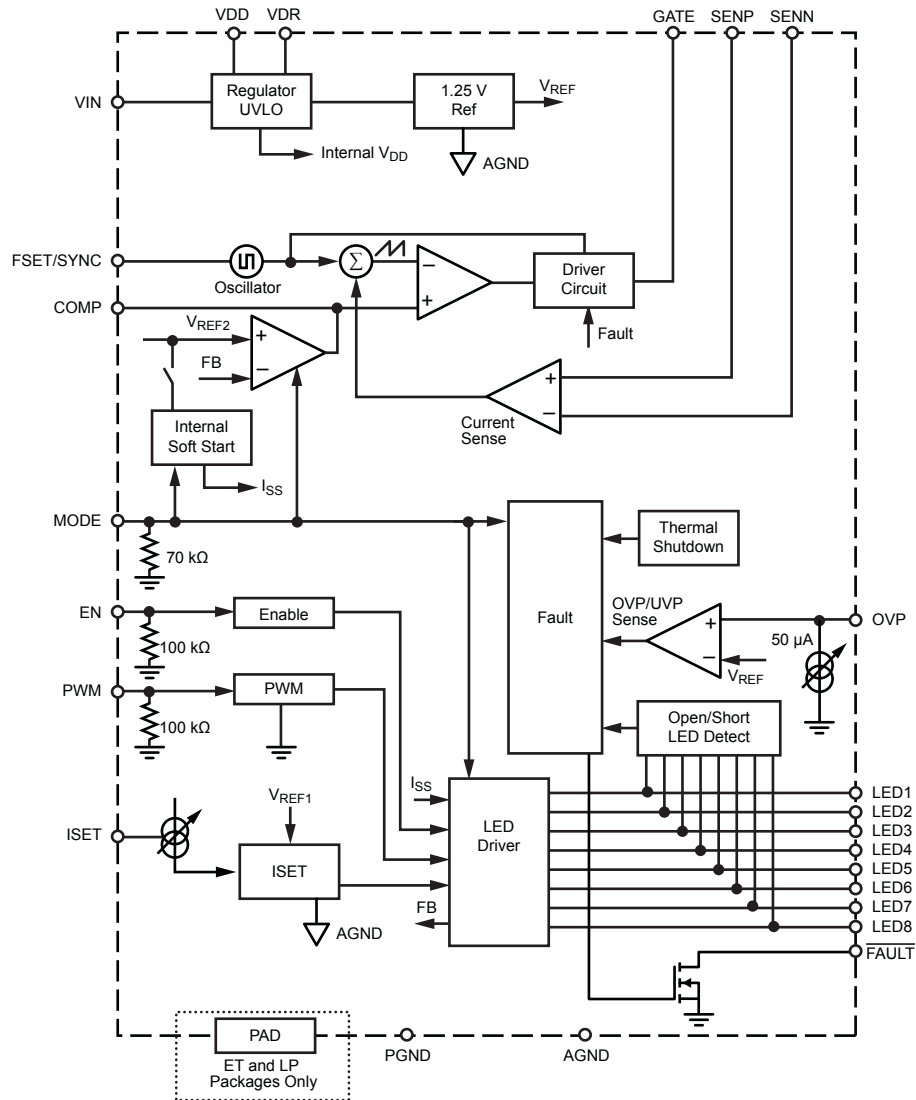 VDD
VDR
GATE
SENP
SENN
VIN
Regulator
UVLO
1.25 V
Ref
VREF
Internal VDD
AGND
FSET/SYNC
Oscillator
Σ
−
+
Driver
Circuit
COMP
VREF2
+
FB
−
Fault
+
−
Current
Sense
Internal
Soft Start
ISS
MODE
70 kΩ
Thermal
Shutdown
Fault
EN
Enable
100 kΩ
OVP/UVP
Sense
+
−
VREF
50 µA
OVP
PWM
PWM
100 kΩ
Open/Short
LED Detect
ISS
VREF1
LED
Driver
ISET
ISET
FB
AGND
LED1
LED2
LED3
LED4
LED5
LED6
LED7
LED8
FAULT
PAD
ET and LP
Packages Only
PGND
AGND